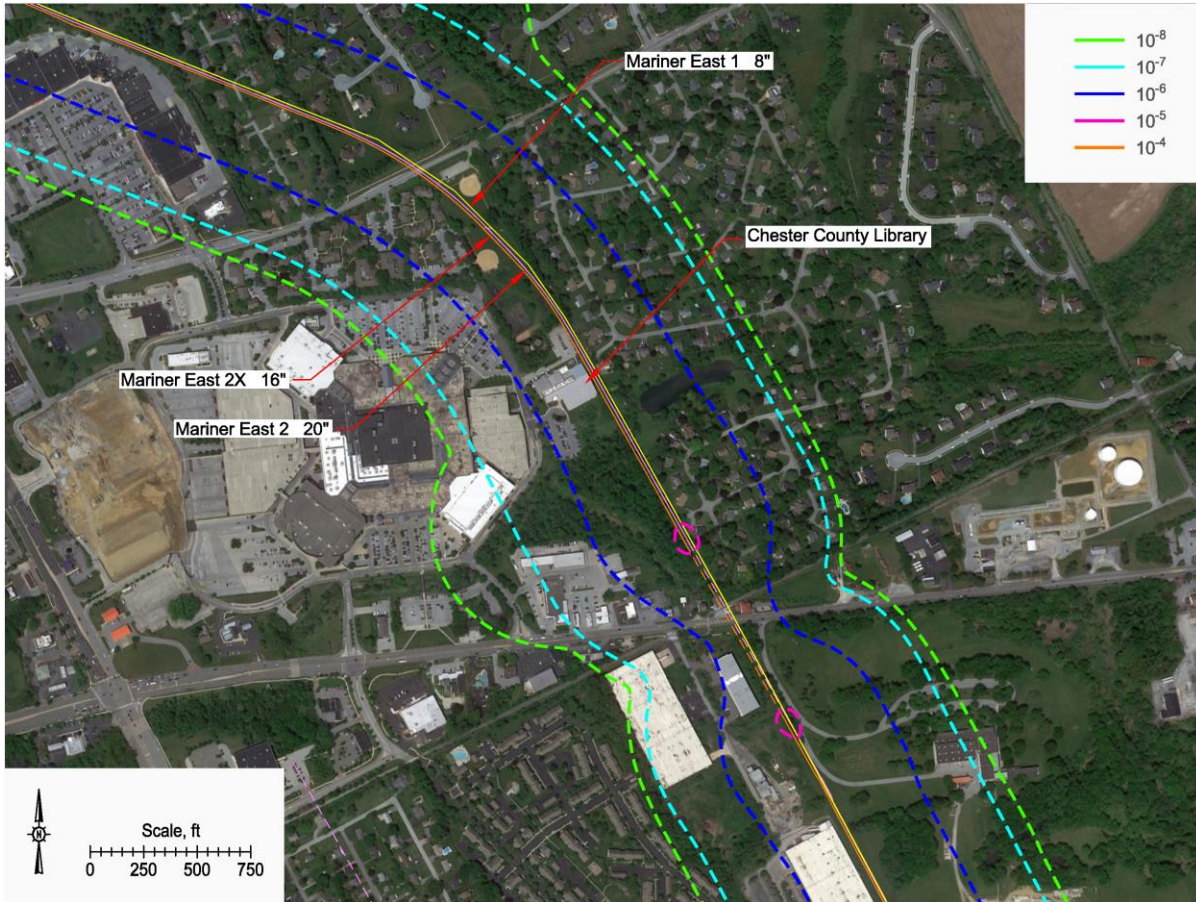 Mariner East 1 8"
10⁻⁸
10⁻⁷
10⁻⁶
10⁻⁵
10⁻⁴
Chester County Library
Mariner East 2X 16"
Mariner East 2 20"
N
Scale, ft
0 250 500 750